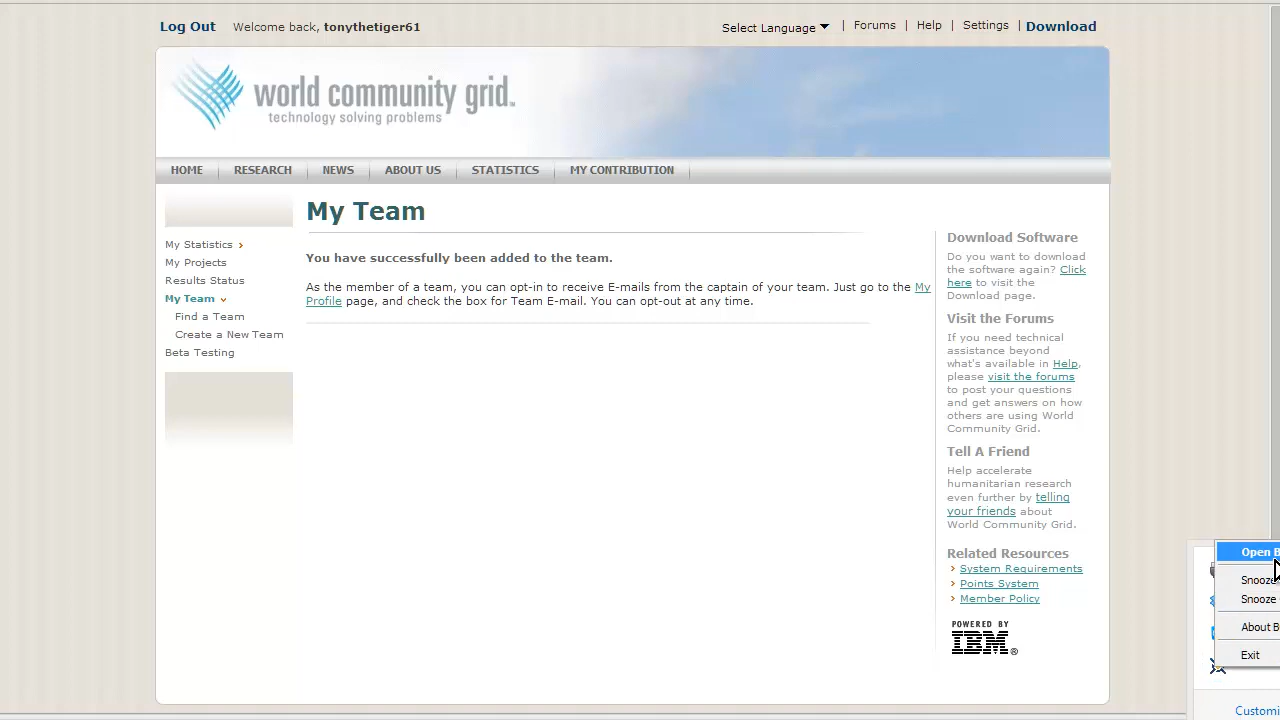 Log Out Welcome back, tonythetiger61 Select Language | Forums | Help | Settings | Download
world community grid™
technology solving problems
HOME RESEARCH NEWS ABOUT US STATISTICS MY CONTRIBUTION
My Team
My Statistics
My Projects
Results Status
My Team
Find a Team
Create a New Team
Beta Testing
You have successfully been added to the team.
As the member of a team, you can opt-in to receive E-mails from the captain of your team. Just go to the My
Profile page, and check the box for Team E-mail. You can opt-out at any time.
Download Software
Do you want to download
the software again? Click
here to visit the
Download page.
Visit the Forums
If you need technical
assistance beyond
what's available in Help,
please visit the forums
to post your questions
and get answers on how
others are using World
Community Grid.
Tell A Friend
Help accelerate
humanitarian research
even further by telling
your friends about
World Community Grid.
Related Resources
System Requirements
Points System
Member Policy
POWERED BY
IBM®
Open B
Snooze
Snooze
About B
Exit
Customi